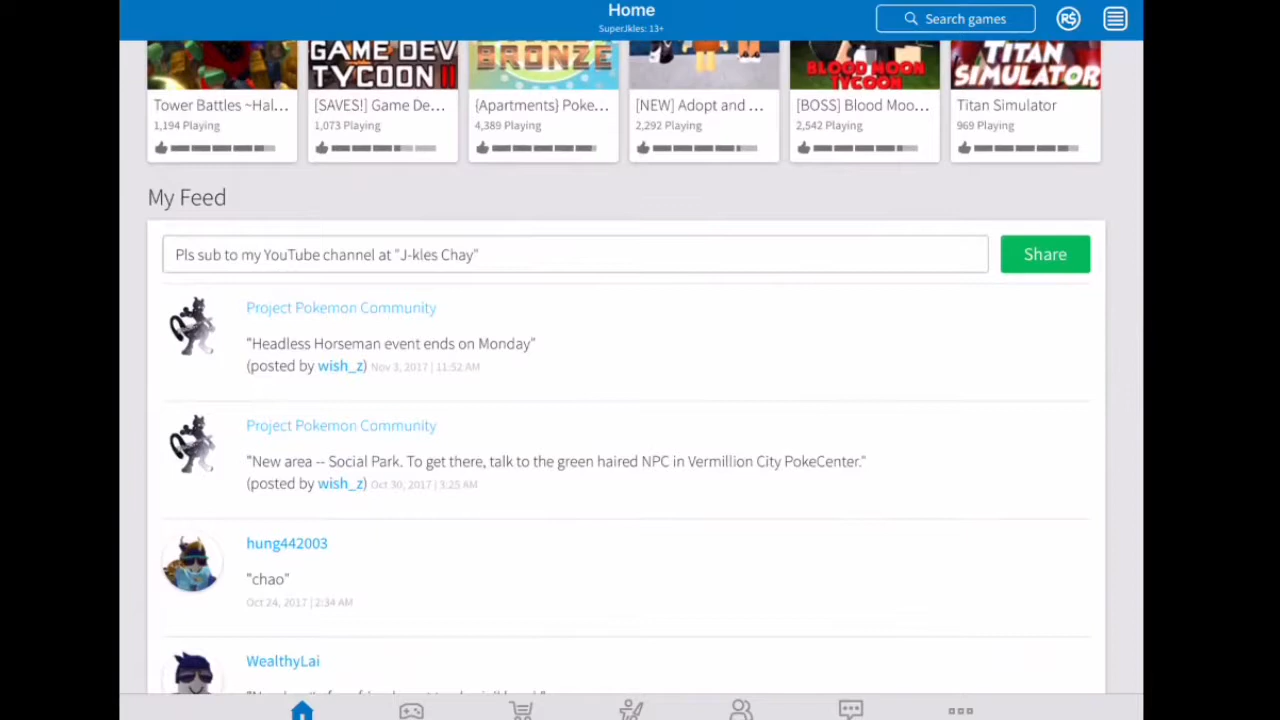 Home
SuperJkles: 13+
Search games
R$
GAME DEV
TYCOON II
BRONZE
BLOOD MOON
TYCOON
TITAN
SIMULATOR
Tower Battles ~Hal...
1,194 Playing
[SAVES!] Game De...
1,073 Playing
{Apartments} Poke...
4,389 Playing
[NEW] Adopt and ...
2,292 Playing
[BOSS] Blood Moo...
2,542 Playing
Titan Simulator
969 Playing
My Feed
Pls sub to my YouTube channel at "J-kles Chay"
Share
Project Pokemon Community
"Headless Horseman event ends on Monday"
(posted by wish_z) Nov 3, 2017 | 11:52 AM
Project Pokemon Community
"New area -- Social Park. To get there, talk to the green haired NPC in Vermillion City PokeCenter."
(posted by wish_z) Oct 30, 2017 | 3:25 AM
hung442003
"chao"
Oct 24, 2017 | 2:34 AM
WealthyLai